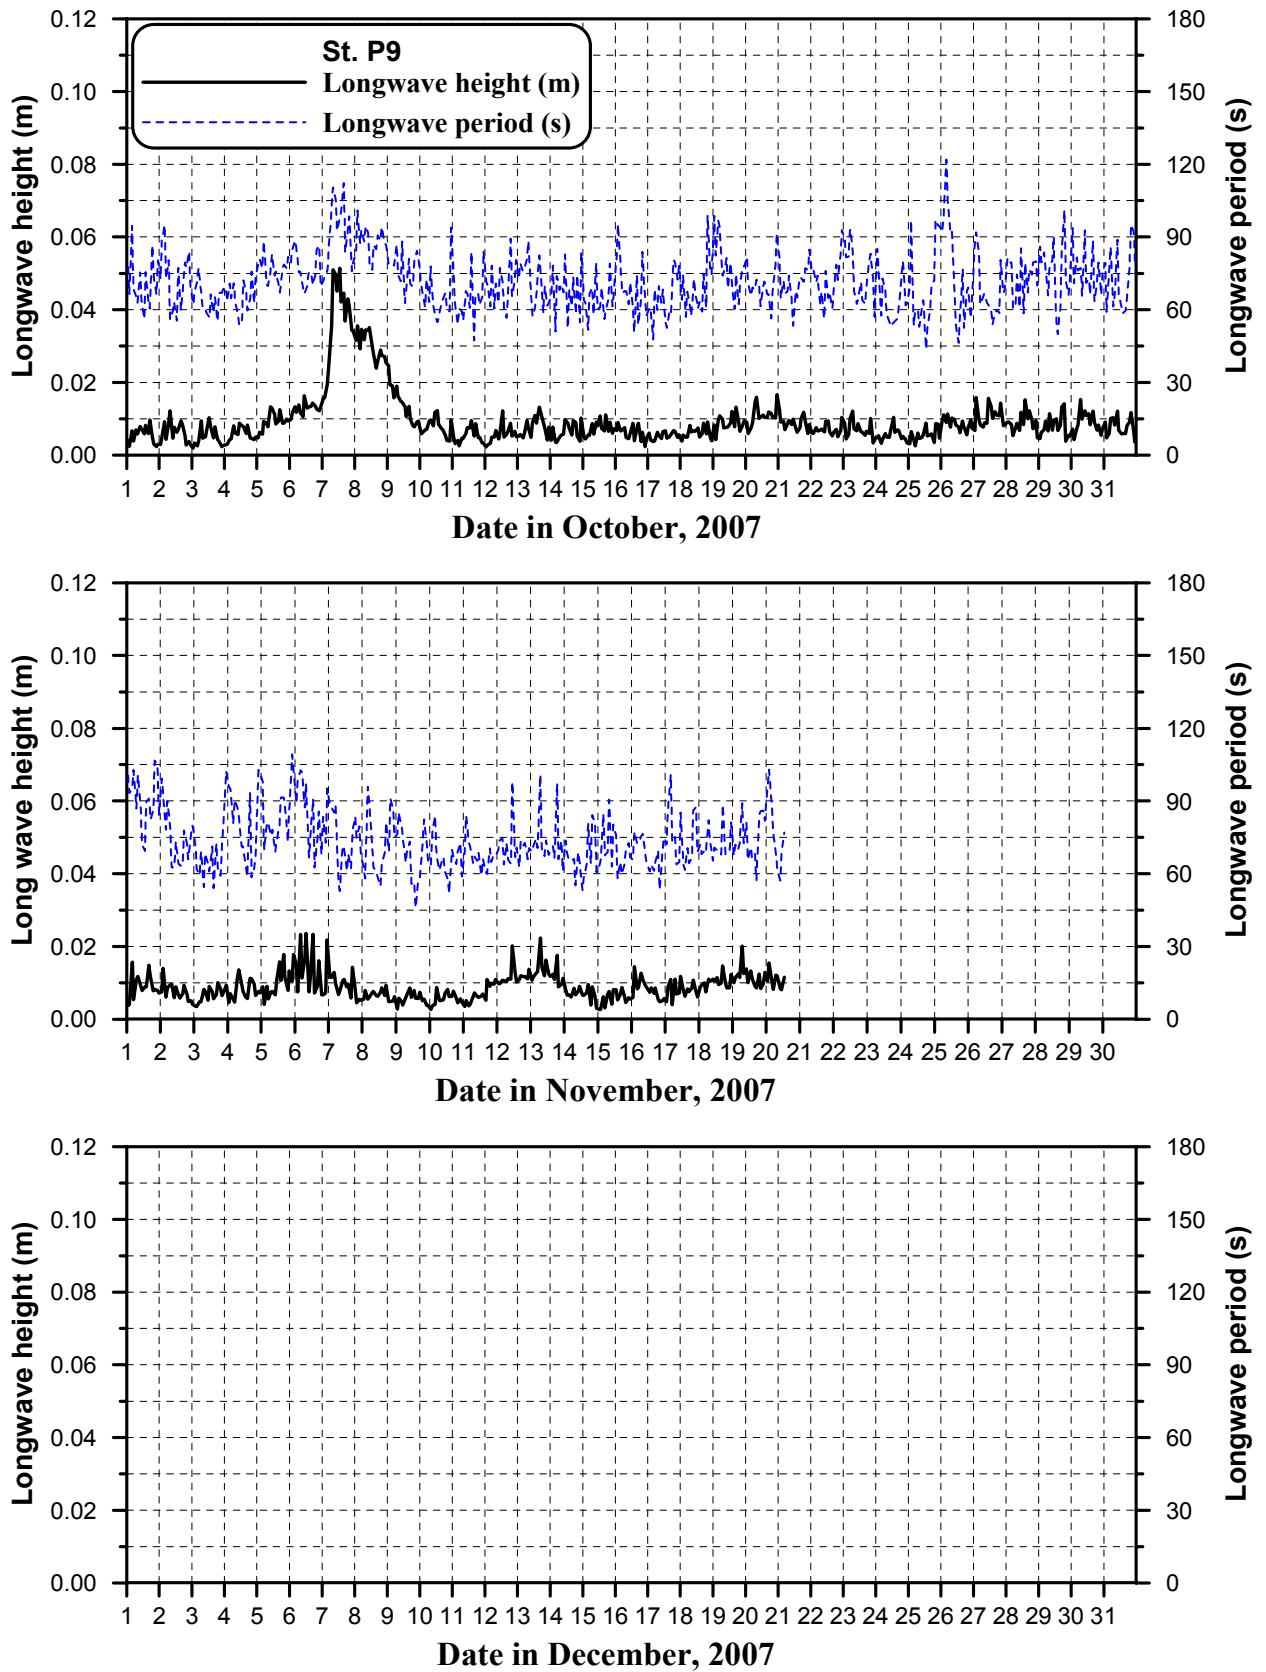 0.12
0.10
0.08
0.06
0.04
0.02
0.00
Longwave height (m)
St. P9
Longwave height (m)
Longwave period (s)
180
150
120
90
60
30
0
Longwave period (s)
1 2 3 4 5 6 7 8 9 10 11 12 13 14 15 16 17 18 19 20 21 22 23 24 25 26 27 28 29 30 31
Date in October, 2007
0.12
0.10
0.08
0.06
0.04
0.02
0.00
Long wave height (m)
180
150
120
90
60
30
0
Longwave period (s)
1 2 3 4 5 6 7 8 9 10 11 12 13 14 15 16 17 18 19 20 21 22 23 24 25 26 27 28 29 30
Date in November, 2007
0.12
0.10
0.08
0.06
0.04
0.02
0.00
Longwave height (m)
180
150
120
90
60
30
0
Longwave period (s)
1 2 3 4 5 6 7 8 9 10 11 12 13 14 15 16 17 18 19 20 21 22 23 24 25 26 27 28 29 30 31
Date in December, 2007